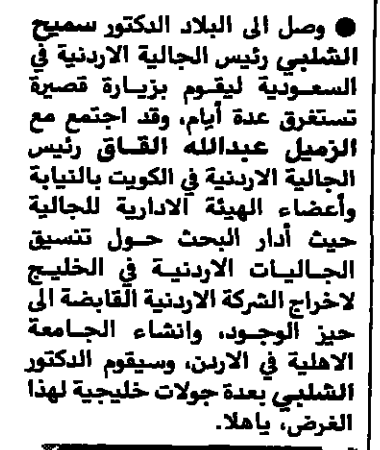 ● وصل الى البلاد الدكتور سميح
الشلبي رئيس الجالية الاردنية في
السعودية ليقوم بزيارة قصيرة
تستغرق عدة أيام، وقد اجتمع مع
الزميل عبدالله القاق رئيس
الجالية الاردنية في الكويت بالنيابة
وأعضاء الهيئة الادارية للجالية
حيث أدار البحث حول تنسيق
الجاليات الاردنية في الخليج
لاخراج الشركة الاردنية القابضة الى
حيز الوجود، وانشاء الجامعة
الاهلية في الاردن، وسيقوم الدكتور
الشلبي بعدة جولات خليجية لهذا
الغرض، ياهلا.